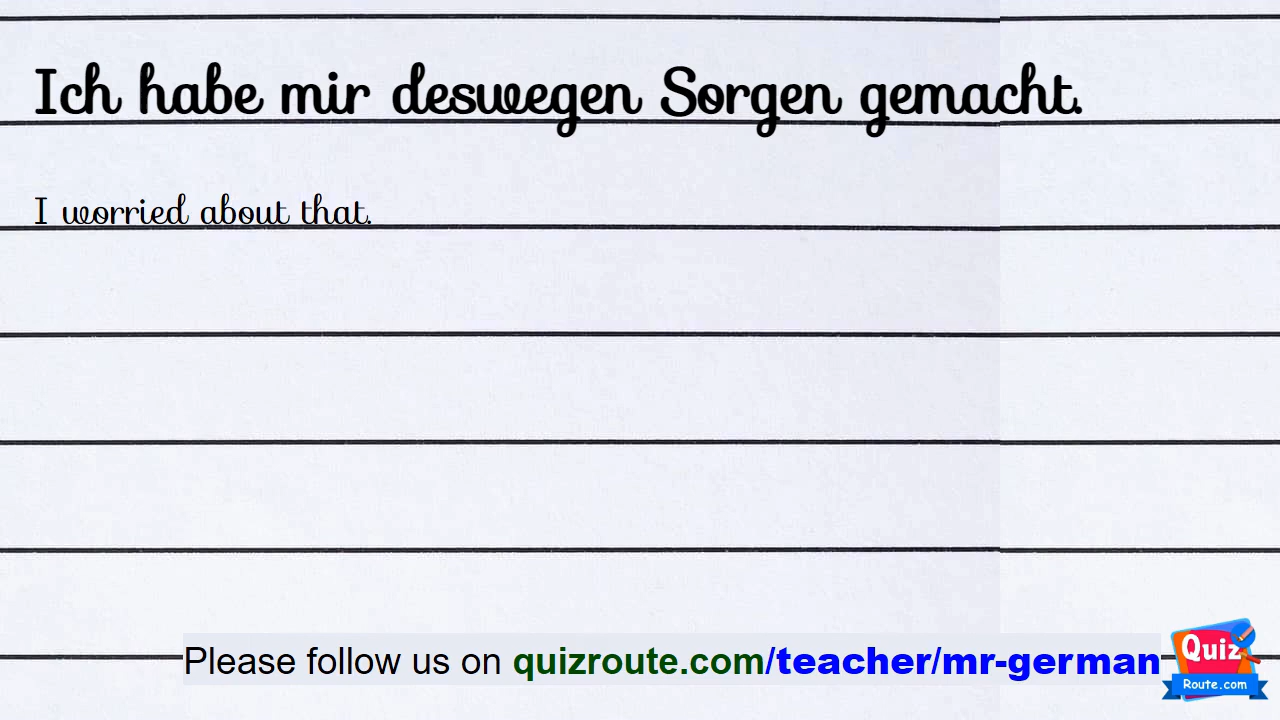 Ich habe mir deswegen Sorgen gemacht.
I worried about that.
Please follow us on quizroute.com/teacher/mr-german
Quiz
Route.com